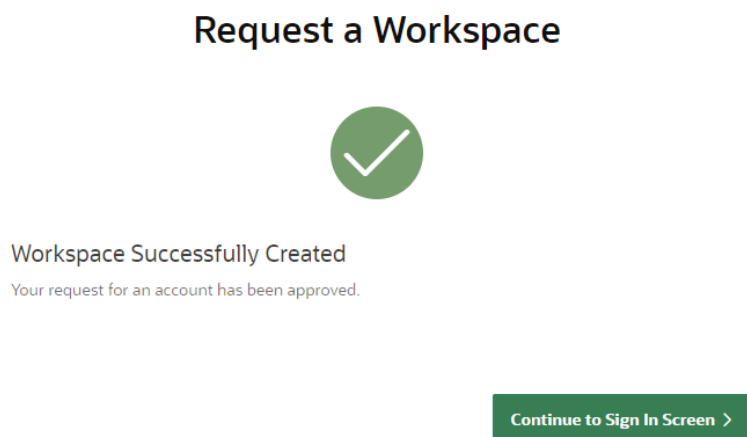 Request a Workspace
Workspace Successfully Created
Your request for an account has been approved.
Continue to Sign In Screen